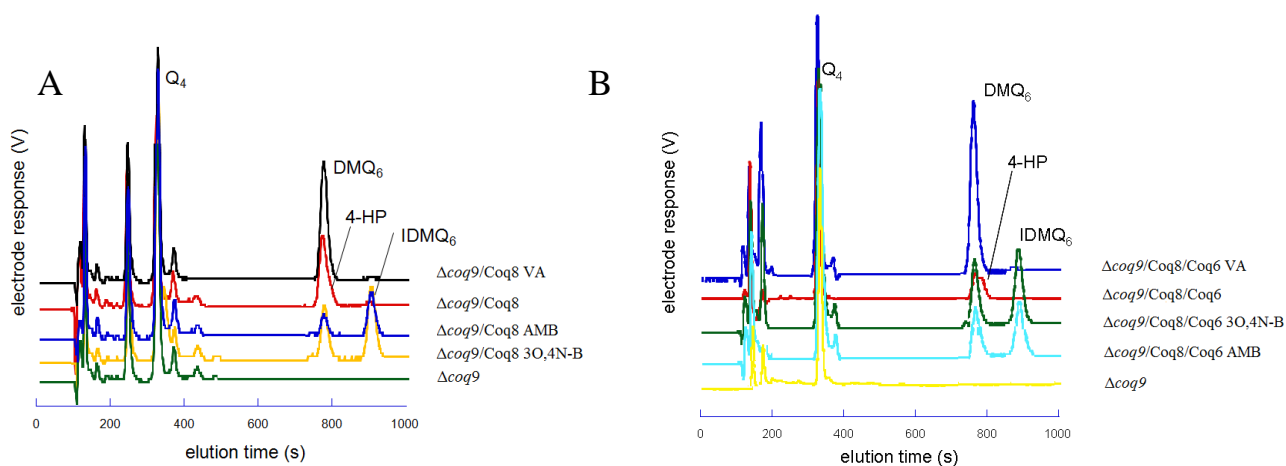 A
Q₄
DMQ₆
4-HP
IDMQ₆
electrode response (V)
Δcoq9/Coq8 VA
Δcoq9/Coq8
Δcoq9/Coq8 AMB
Δcoq9/Coq8 3O,4N-B
Δcoq9
0 200 400 600 800 1000
elution time (s)
B
Q₄
DMQ₆
4-HP
IDMQ₆
electrode response (V)
Δcoq9/Coq8/Coq6 VA
Δcoq9/Coq8/Coq6
Δcoq9/Coq8/Coq6 3O,4N-B
Δcoq9/Coq8/Coq6 AMB
Δcoq9
0 200 400 600 800 1000
elution time (s)